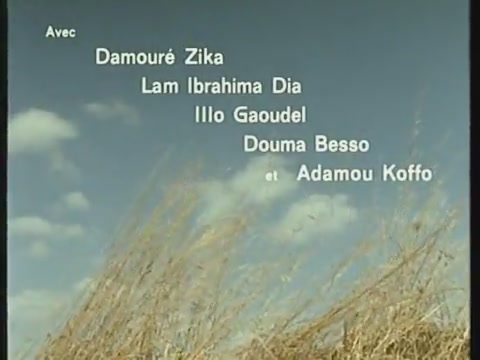 Avec
Damouré Zika
Lam Ibrahima Dia
Illo Gaoudel
Douma Besso
et Adamou Koffo